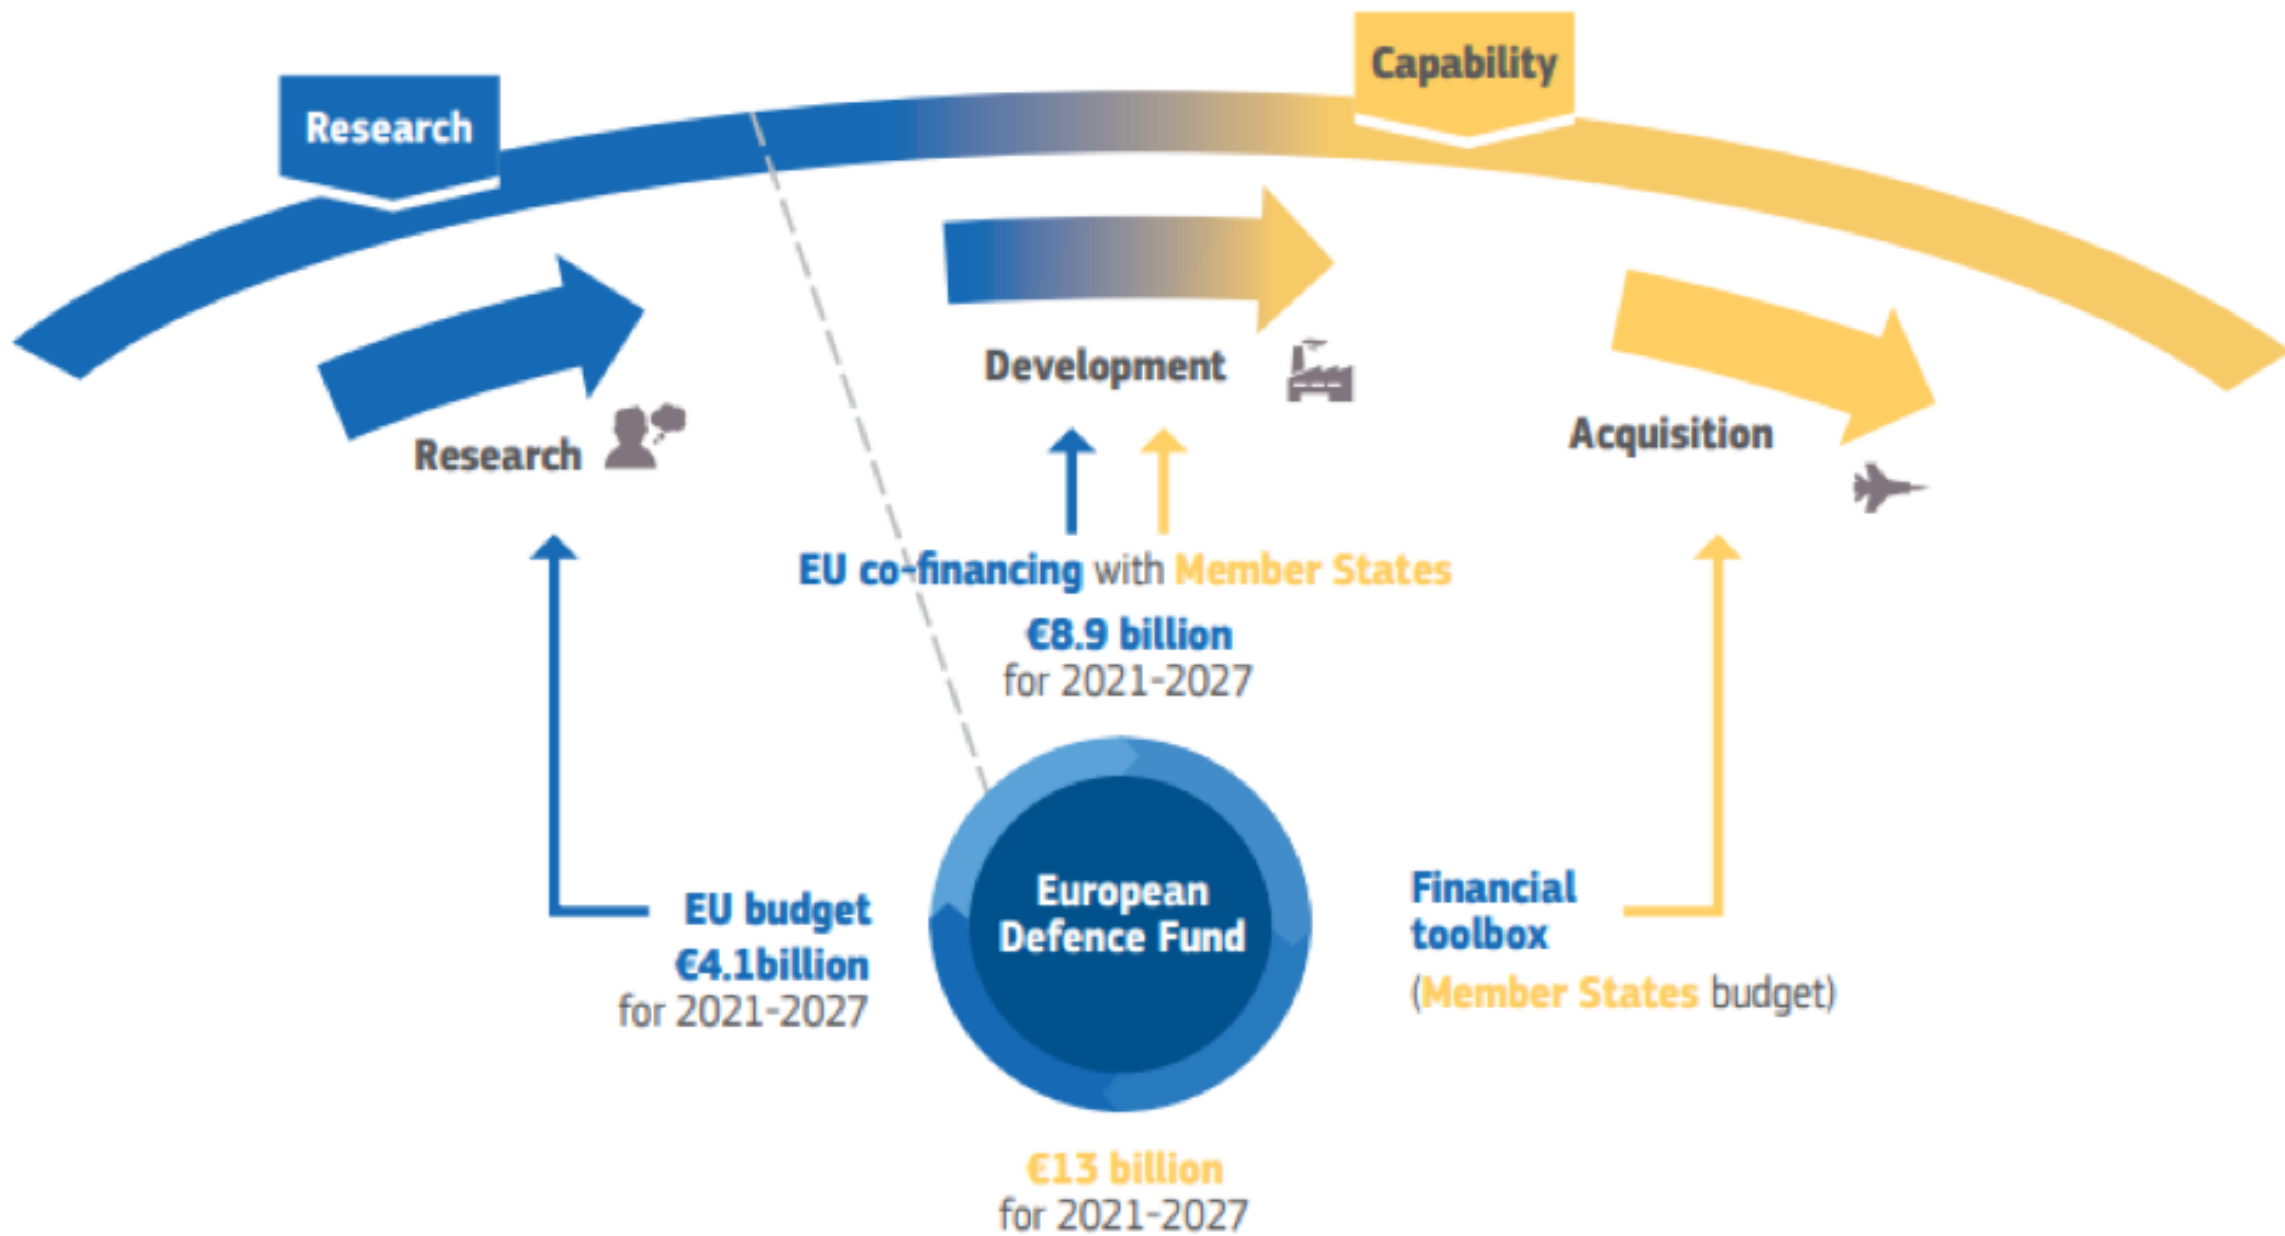 Research
Capability
Research
Development
Acquisition
EU co-financing with Member States
€8.9 billion
for 2021-2027
EU budget
€4.1billion
for 2021-2027
European
Defence Fund
Financial
toolbox
(Member States budget)
€13 billion
for 2021-2027